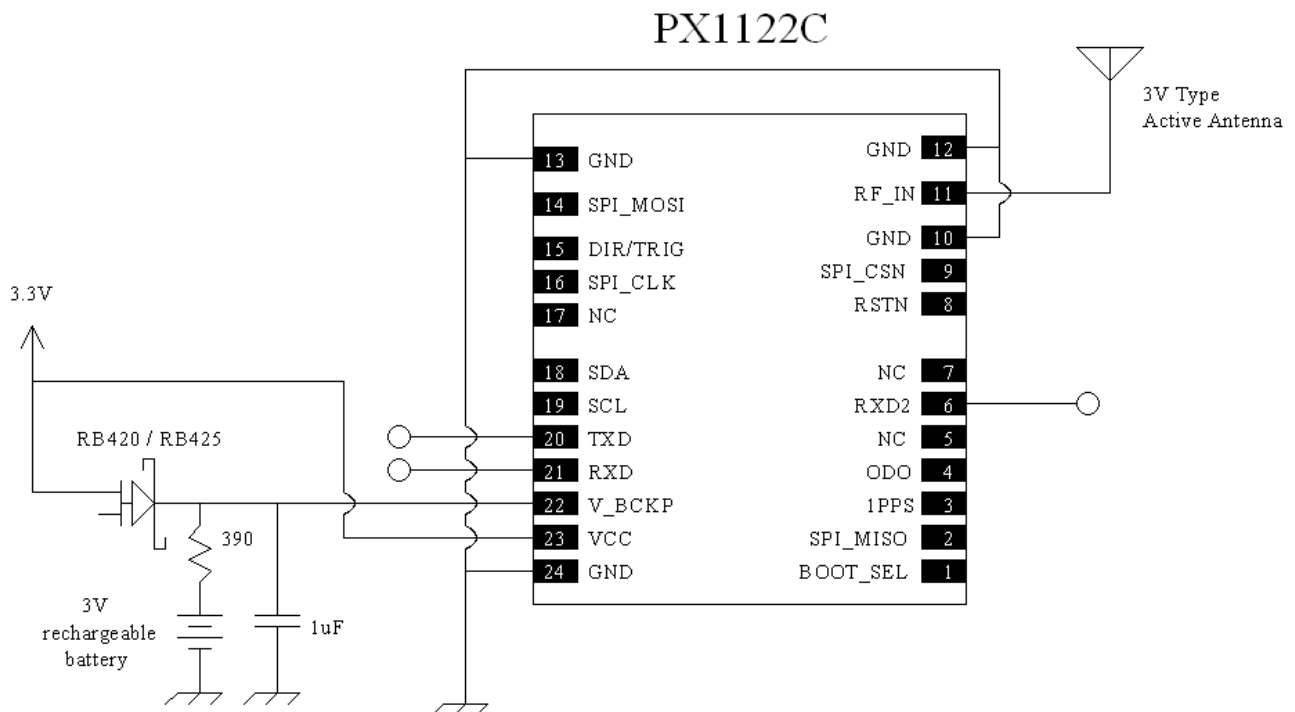 PX1122C
3V Type
Active Antenna
13 GND
14 SPI_MOSI
15 DIR/TRIG
16 SPI_CLK
17 NC
18 SDA
19 SCL
20 TXD
21 RXD
22 V_BCKP
23 VCC
24 GND
GND 12
RF_IN 11
GND 10
SPI_CSN 9
RSTN 8
NC 7
RXD2 6
NC 5
ODO 4
1PPS 3
SPI_MISO 2
BOOT_SEL 1
3.3V
RB420 / RB425
390
3V
rechargeable
battery
1uF